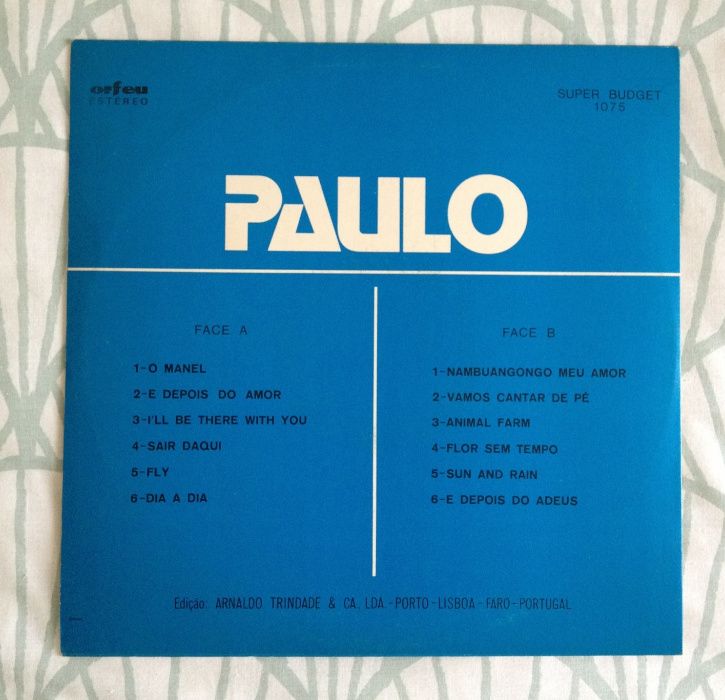 orfeu
ESTÉREO
SUPER BUDGET
1075
PAULO
FACE A
1-O MANEL
2-E DEPOIS DO AMOR
3-I'LL BE THERE WITH YOU
4-SAIR DAQUI
5-FLY
6-DIA A DIA
FACE B
1-NAMBUANGONGO MEU AMOR
2-VAMOS CANTAR DE PÉ
3-ANIMAL FARM
4-FLOR SEM TEMPO
5-SUN AND RAIN
6-E DEPOIS DO ADEUS
Edição: ARNALDO TRINDADE & CA., LDA.-PORTO-LISBOA-FARO-PORTUGAL